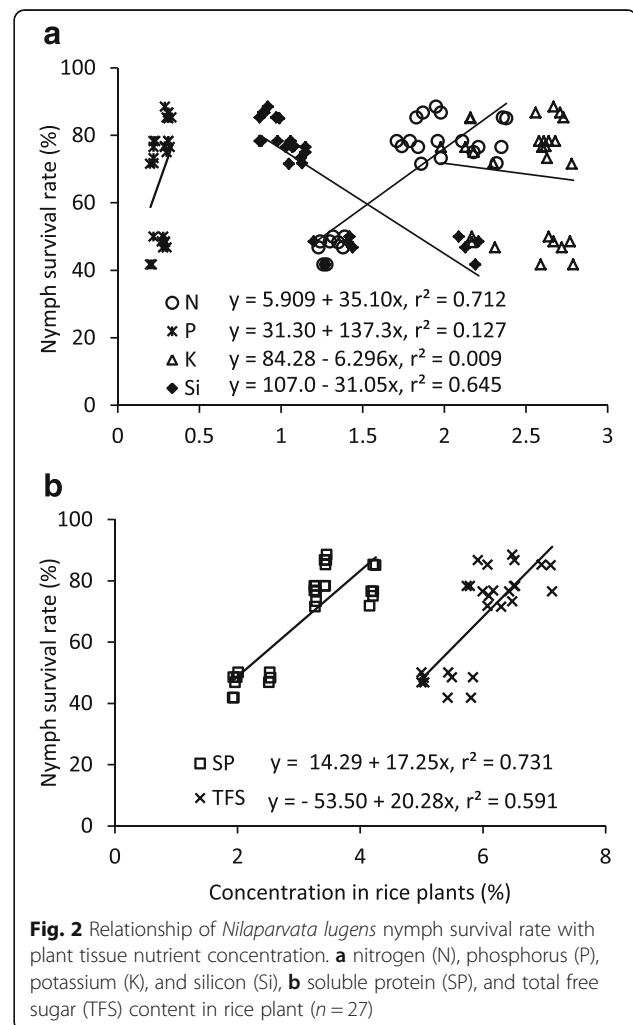 a
100
80
60
40
20
0
Nymph survival rate (%)
N y = 5.909 + 35.10x, r² = 0.712
P y = 31.30 + 137.3x, r² = 0.127
K y = 84.28 - 6.296x, r² = 0.009
Si y = 107.0 - 31.05x, r² = 0.645
0 0.5 1 1.5 2 2.5 3
b
100
80
60
40
20
0
Nymph survival rate (%)
SP y = 14.29 + 17.25x, r² = 0.731
TFS y = - 53.50 + 20.28x, r² = 0.591
0 2 4 6 8
Concentration in rice plants (%)
Fig. 2 Relationship of Nilaparvata lugens nymph survival rate with
plant tissue nutrient concentration. a nitrogen (N), phosphorus (P),
potassium (K), and silicon (Si), b soluble protein (SP), and total free
sugar (TFS) content in rice plant (n = 27)